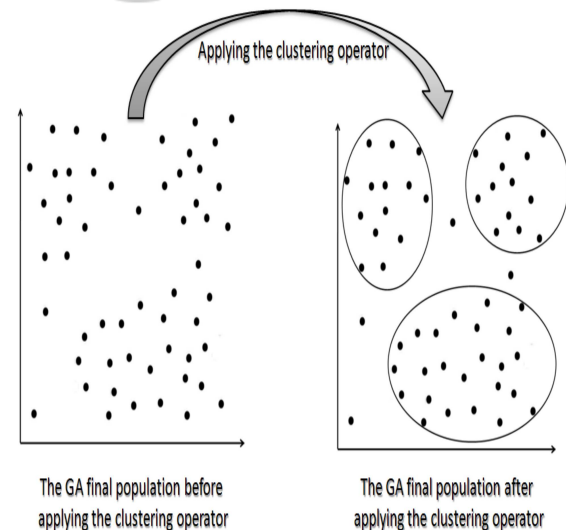 Applying the clustering operator
The GA final population before
applying the clustering operator
The GA final population after
applying the clustering operator